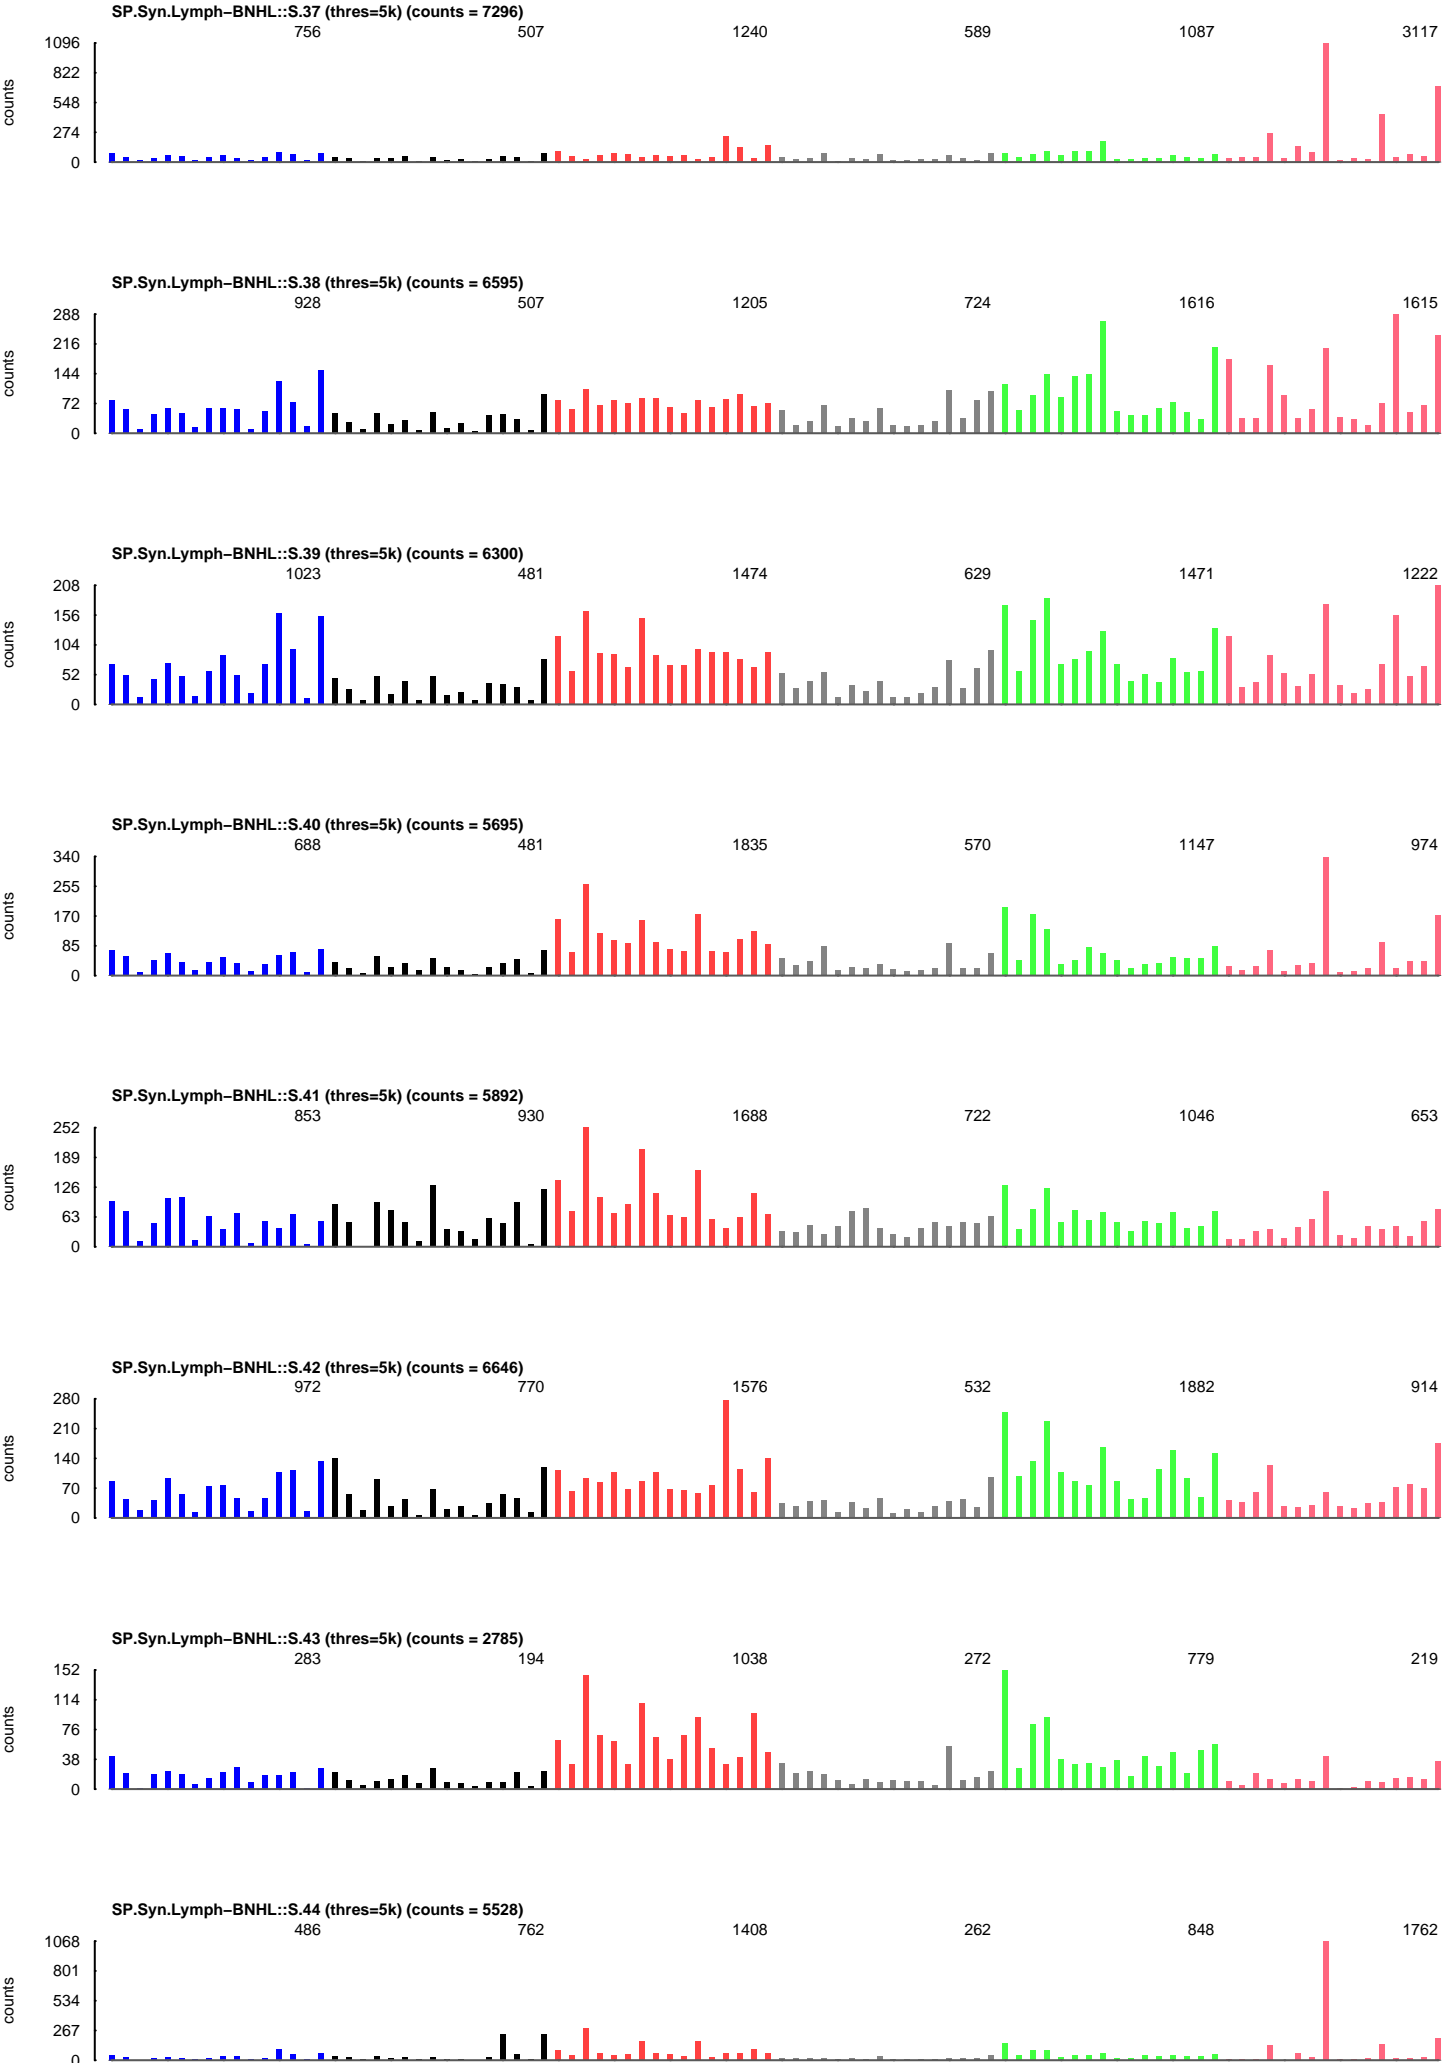 SP.Syn.Lymph−BNHL::S.37 (thres=5k) (counts = 7296)
756 507 1240 589 1087 3117
1096
822
548
274
0
counts
SP.Syn.Lymph−BNHL::S.38 (thres=5k) (counts = 6595)
928 507 1205 724 1616 1615
288
216
144
72
0
counts
SP.Syn.Lymph−BNHL::S.39 (thres=5k) (counts = 6300)
1023 481 1474 629 1471 1222
208
156
104
52
0
counts
SP.Syn.Lymph−BNHL::S.40 (thres=5k) (counts = 5695)
688 481 1835 570 1147 974
340
255
170
85
0
counts
SP.Syn.Lymph−BNHL::S.41 (thres=5k) (counts = 5892)
853 930 1688 722 1046 653
252
189
126
63
0
counts
SP.Syn.Lymph−BNHL::S.42 (thres=5k) (counts = 6646)
972 770 1576 532 1882 914
280
210
140
70
0
counts
SP.Syn.Lymph−BNHL::S.43 (thres=5k) (counts = 2785)
283 194 1038 272 779 219
152
114
76
38
0
counts
SP.Syn.Lymph−BNHL::S.44 (thres=5k) (counts = 5528)
486 762 1408 262 848 1762
1068
801
534
267
0
counts